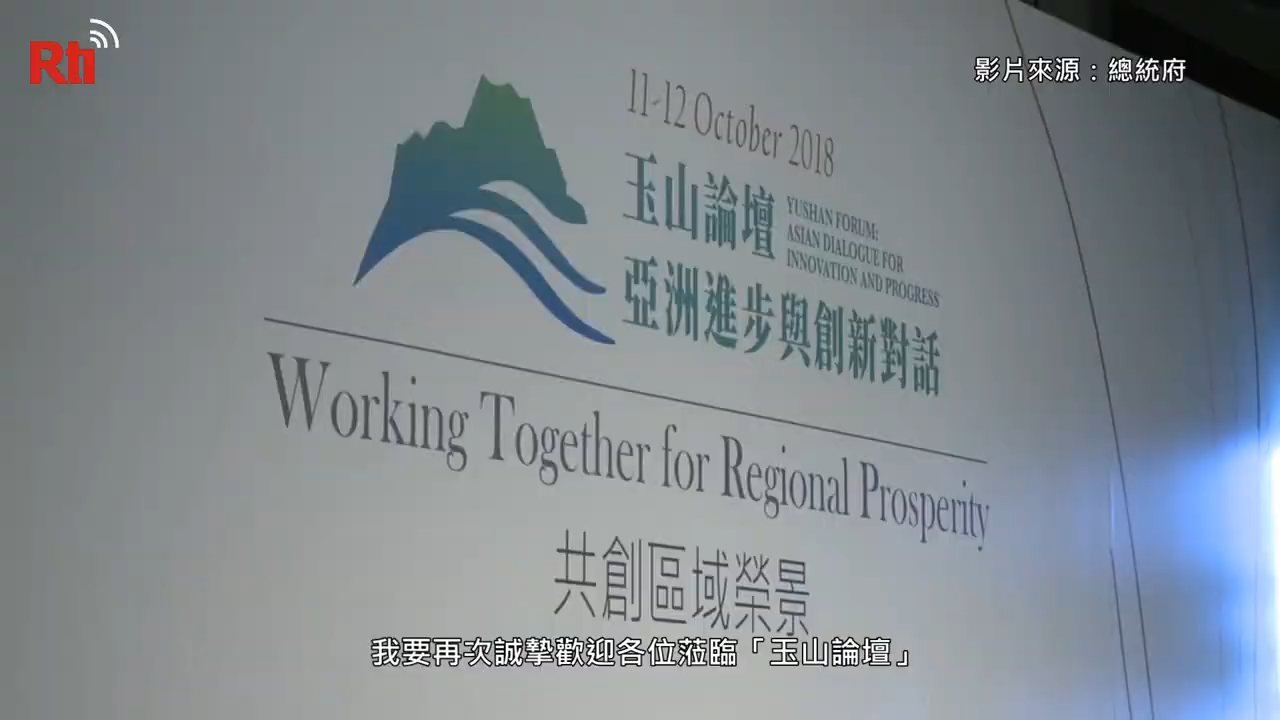 Rti
影片來源：總統府
11-12 October 2018
玉山論壇
YUSHAN FORUM:
ASIAN DIALOGUE FOR
INNOVATION AND PROGRESS
亞洲進步與創新對話
Working Together for Regional Prosperity
共創區域榮景
我要再次誠摯歡迎各位蒞臨「玉山論壇」